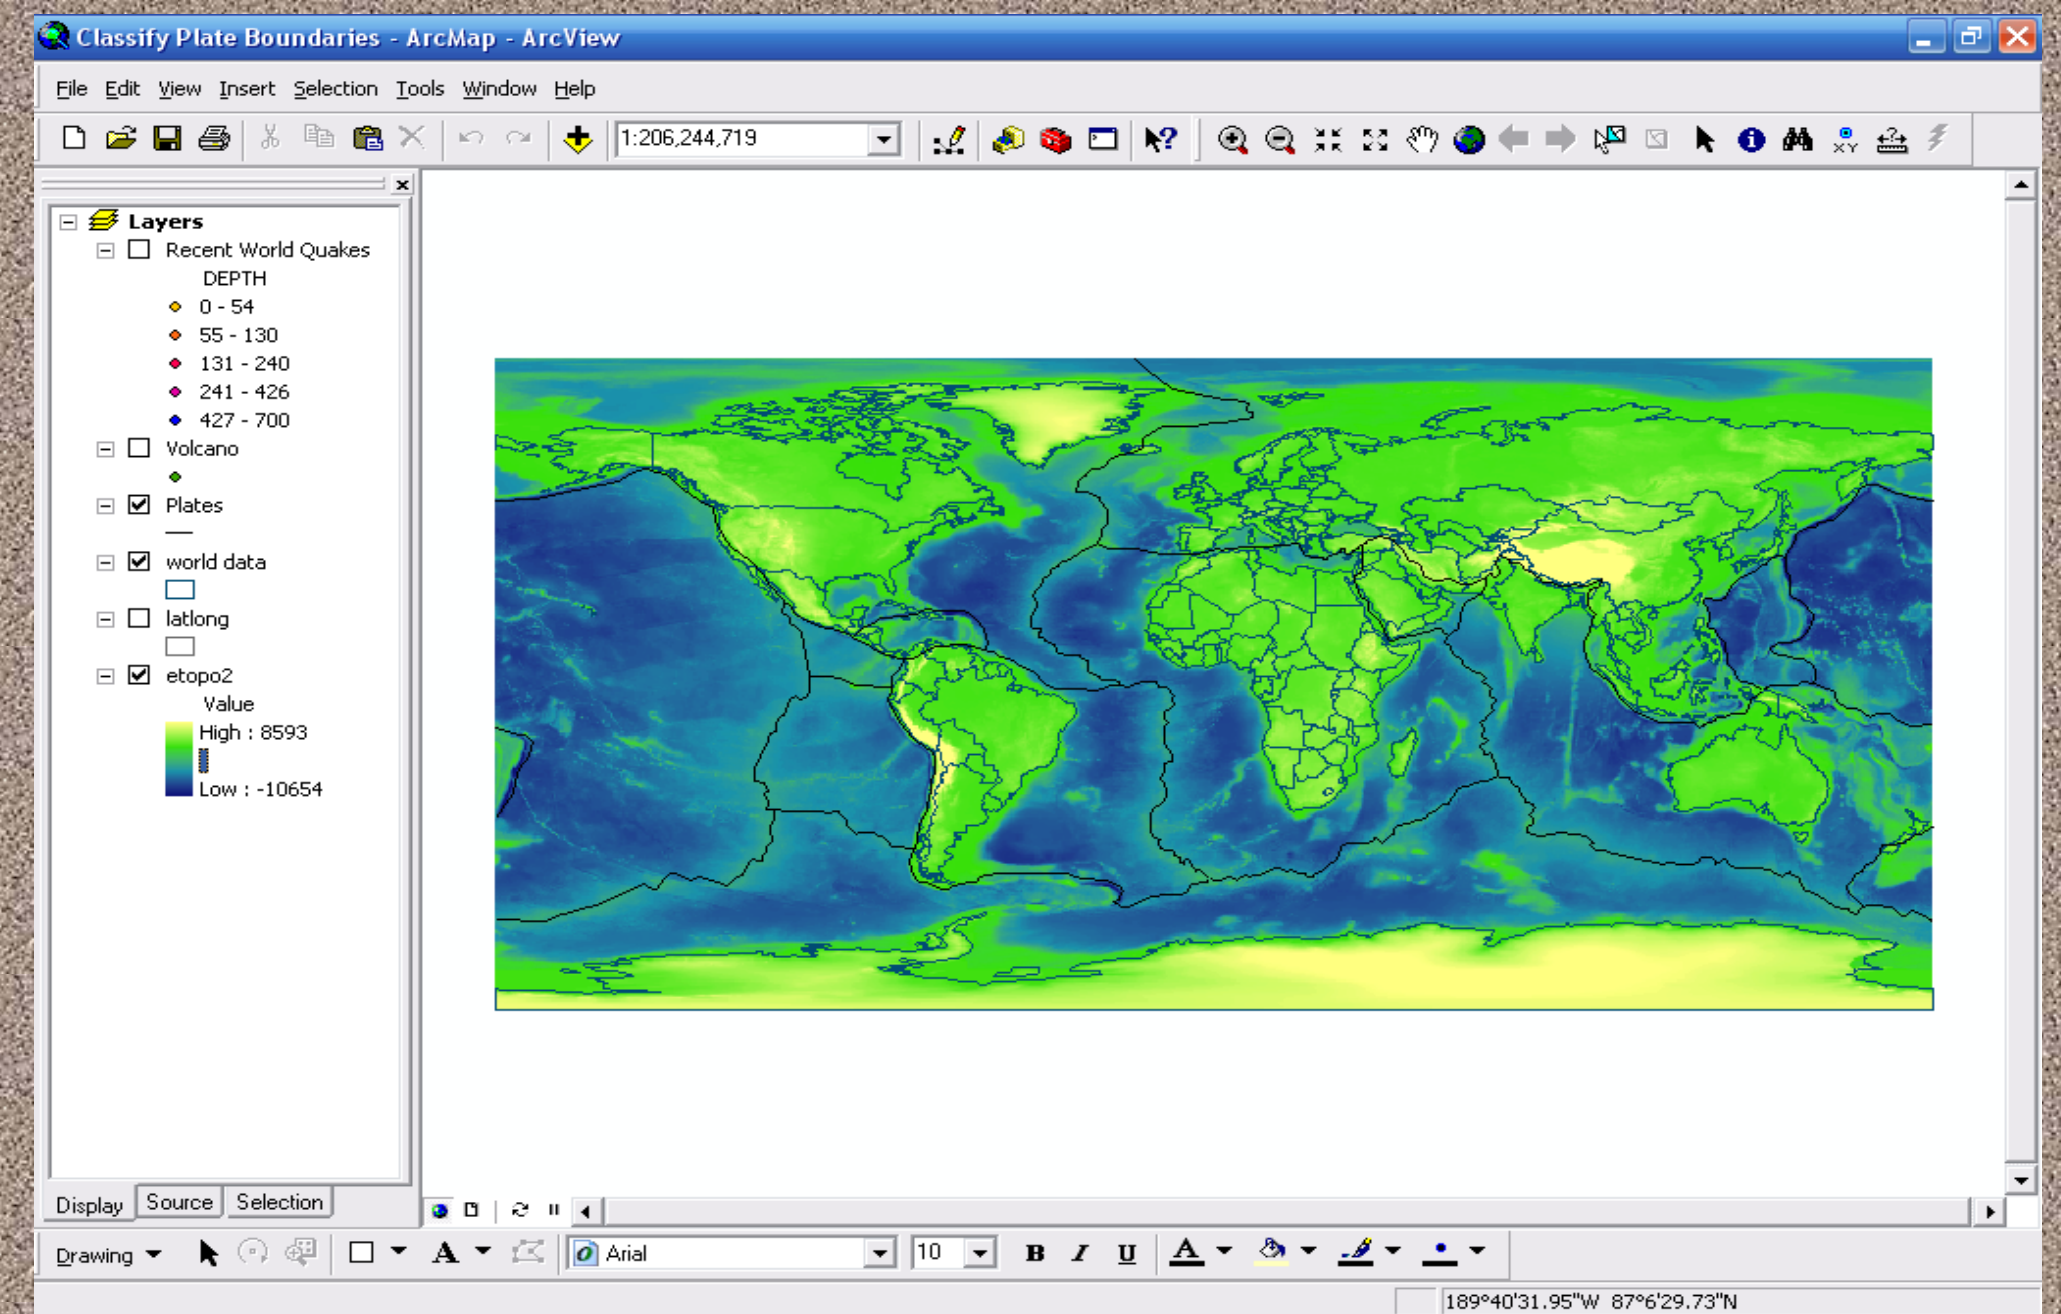 Classify Plate Boundaries - ArcMap - ArcView
File Edit View Insert Selection Tools Window Help
1:206,244,719
Layers
Recent World Quakes
DEPTH
0 - 54
55 - 130
131 - 240
241 - 426
427 - 700
Volcano
Plates
world data
latlong
etopo2
Value
High : 8593
Low : -10654
Display Source Selection
Drawing A Arial 10 B I U A
189°40'31.95"W 87°6'29.73"N